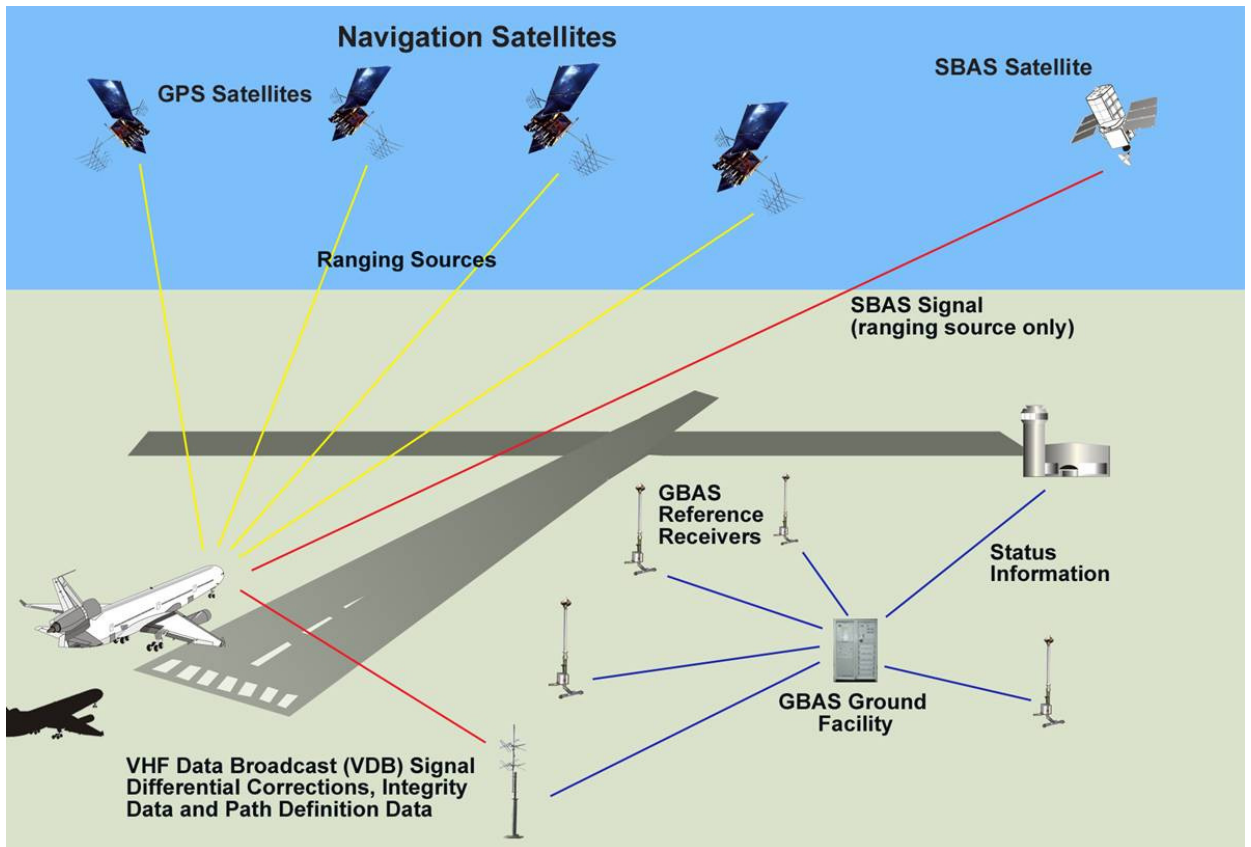 Navigation Satellites
GPS Satellites
SBAS Satellite
Ranging Sources
SBAS Signal
(ranging source only)
GBAS
Reference
Receivers
Status
Information
GBAS Ground
Facility
VHF Data Broadcast (VDB) Signal
Differential Corrections, Integrity
Data and Path Definition Data